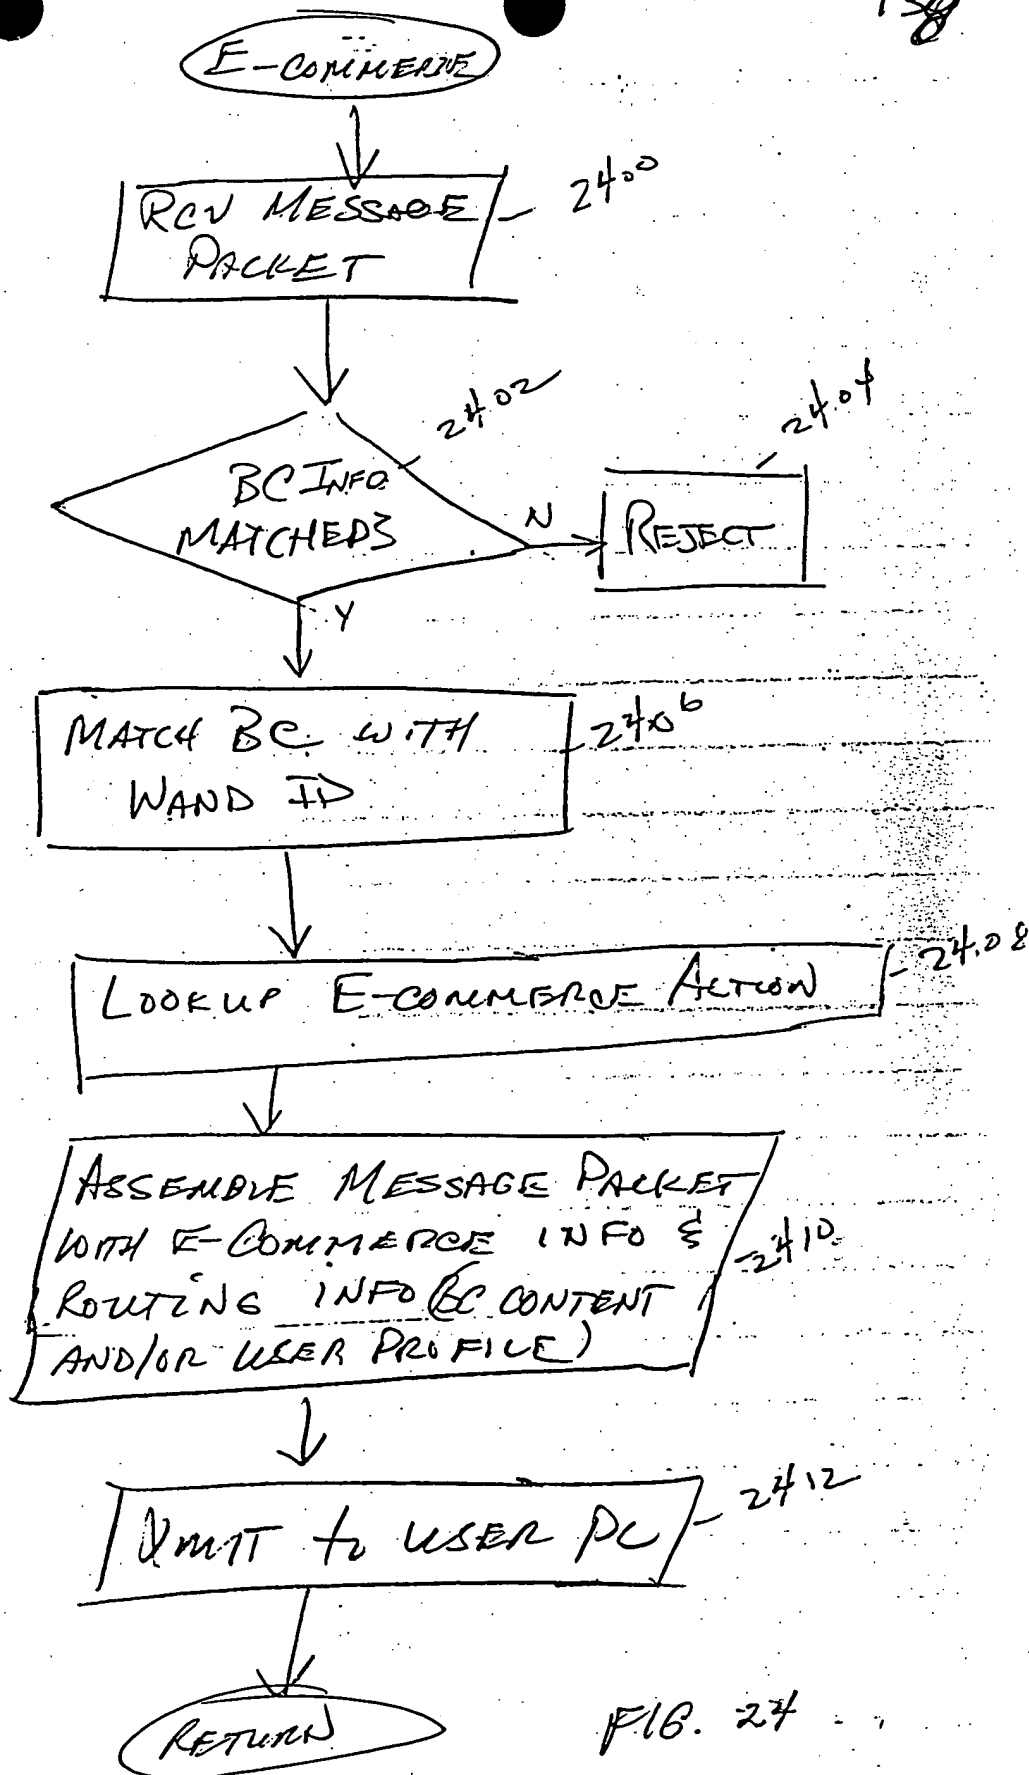 E-COMMERCE
RCV MESSAGE
PACKET
2400
2402
2404
BC INFO
MATCHED?
N
REJECT
Y
MATCH BC WITH
WAND ID
2406
LOOKUP E-COMMERCE ACTION
2408
ASSEMBLE MESSAGE PACKET
WITH E-COMMERCE INFO &
ROUTING INFO (BC CONTENT
AND/OR USER PROFILE)
2410
XMIT to USER PC
2412
RETURN
FIG. 24